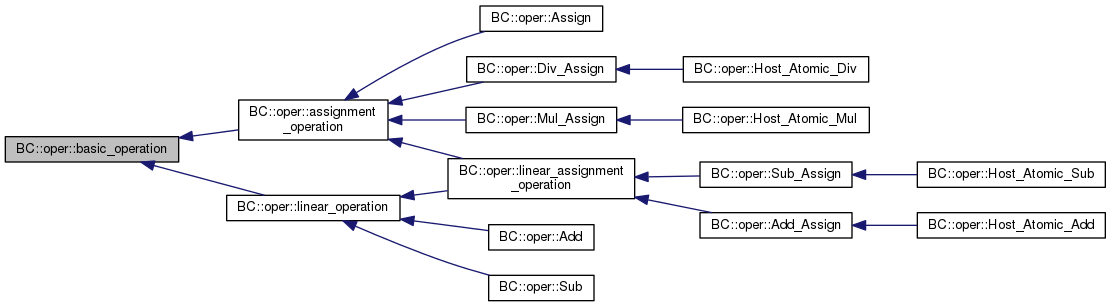 BC::oper::Assign
BC::oper::Div_Assign
BC::oper::Host_Atomic_Div
BC::oper::assignment
_operation
BC::oper::Mul_Assign
BC::oper::Host_Atomic_Mul
BC::oper::basic_operation
BC::oper::linear_assignment
_operation
BC::oper::Sub_Assign
BC::oper::Host_Atomic_Sub
BC::oper::linear_operation
BC::oper::Add_Assign
BC::oper::Host_Atomic_Add
BC::oper::Add
BC::oper::Sub